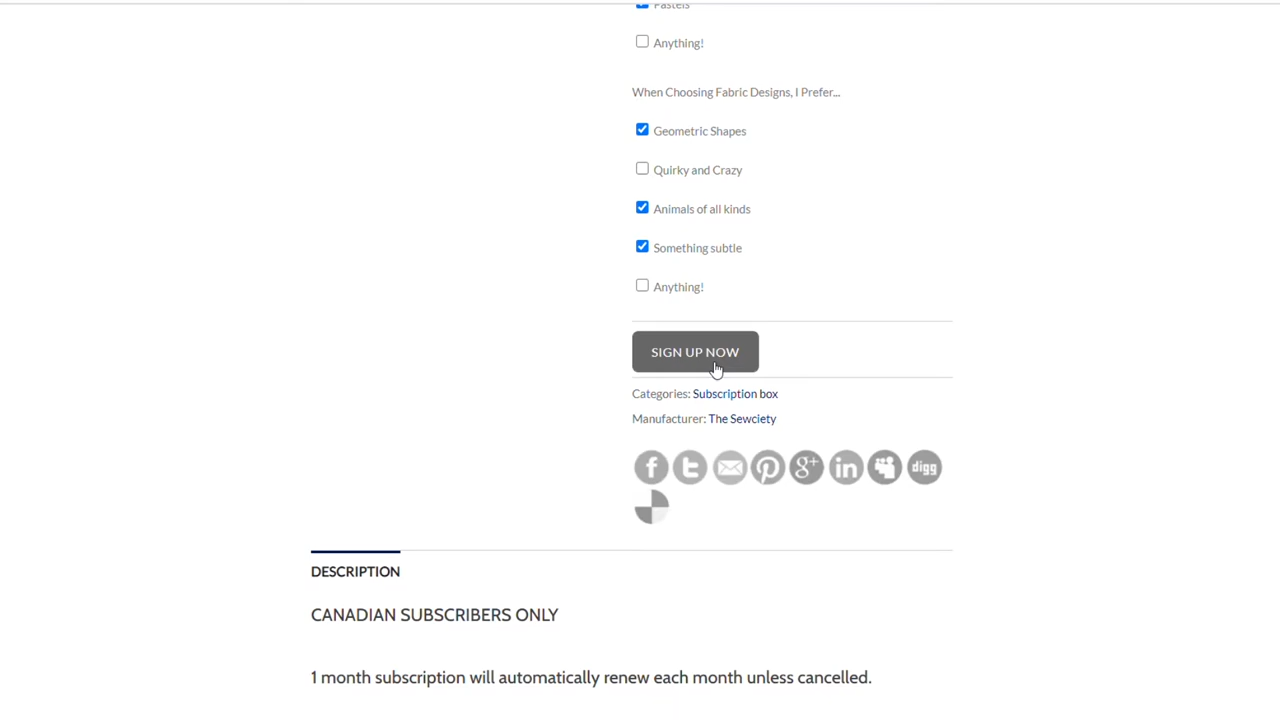 Pastels
Anything!
When Choosing Fabric Designs, I Prefer...
Geometric Shapes
Quirky and Crazy
Animals of all kinds
Something subtle
Anything!
SIGN UP NOW
Categories: Subscription box
Manufacturer: The Sewciety
digg
DESCRIPTION
CANADIAN SUBSCRIBERS ONLY
1 month subscription will automatically renew each month unless cancelled.